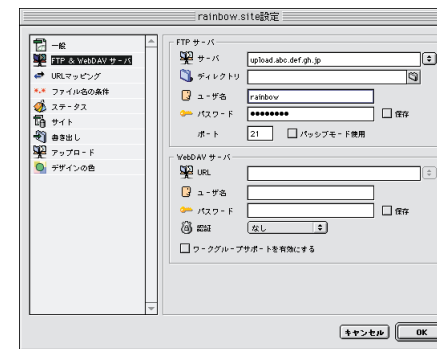 rainbow.site設定
一般
FTP & WebDAV サーバ
URLマッピング
ファイル名の条件
ステータス
サイト
書き出し
アップロード
デザインの色
FTP サーバ
サーバ
upload.abc.def.gh.jp
ディレクトリ
ユーザ名
rainbow
パスワード
●●●●●●●●
保存
ポート
21
パッシブモード使用
WebDAV サーバ
URL
ユーザ名
パスワード
保存
認証
なし
ワークグループサポートを有効にする
キャンセル
OK